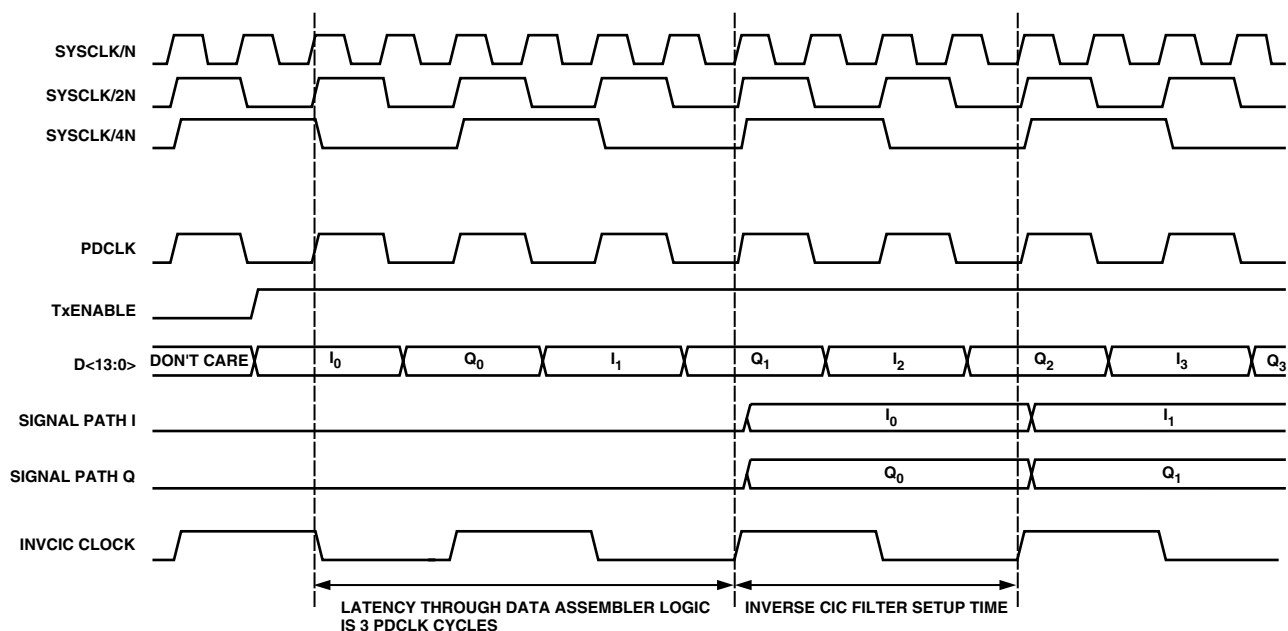 SYSCLK/N
SYSCLK/2N
SYSCLK/4N
PDCLK
TxENABLE
D<13:0> DON'T CARE I0 Q0 I1 Q1 I2 Q2 I3 Q3
SIGNAL PATH I I0 I1
SIGNAL PATH Q Q0 Q1
INVCIC CLOCK
LATENCY THROUGH DATA ASSEMBLER LOGIC
IS 3 PDCLK CYCLES
INVERSE CIC FILTER SETUP TIME